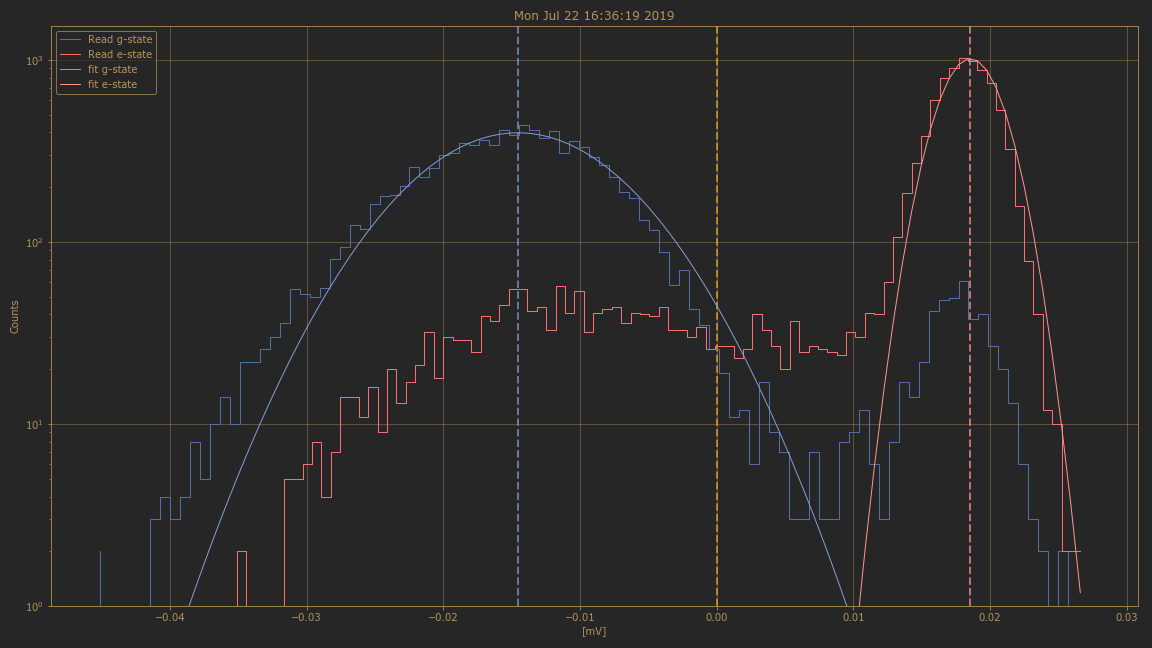 Mon Jul 22 16:36:19 2019
Read g-state
Read e-state
fit g-state
fit e-state
Counts
10³
10²
10¹
10⁰
−0.04 −0.03 −0.02 −0.01 0.00 0.01 0.02 0.03
[mV]